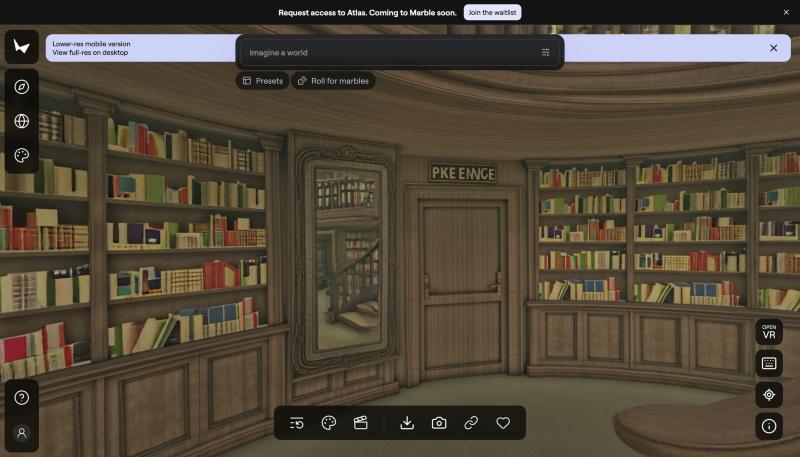 Request access to Atlas. Coming to Marble soon. Join the waitlist
Lower-res mobile version
View full-res on desktop
Imagine a world
Presets
Roll for marbles
PKE ENNCE
OPEN
VR